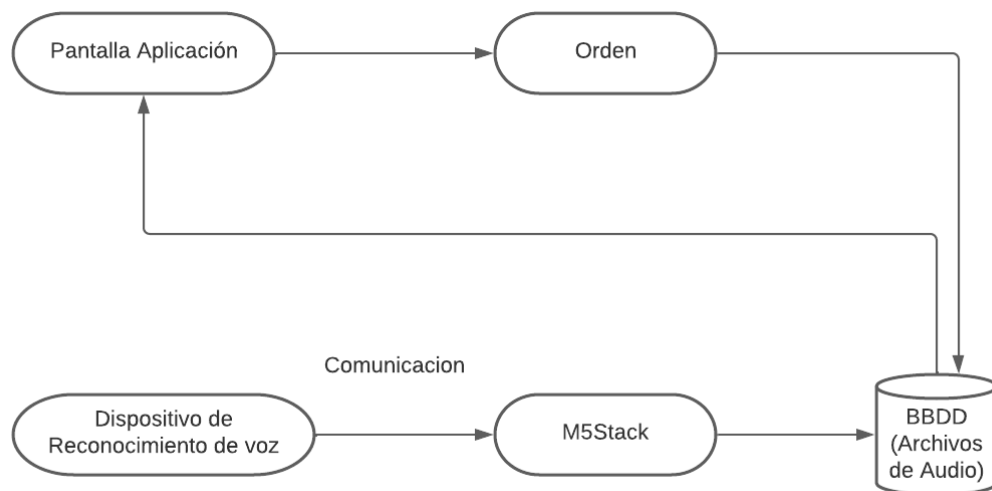 Pantalla Aplicación
Orden
Comunicacion
Dispositivo de
Reconocimiento de voz
M5Stack
BBDD
(Archivos
de Audio)